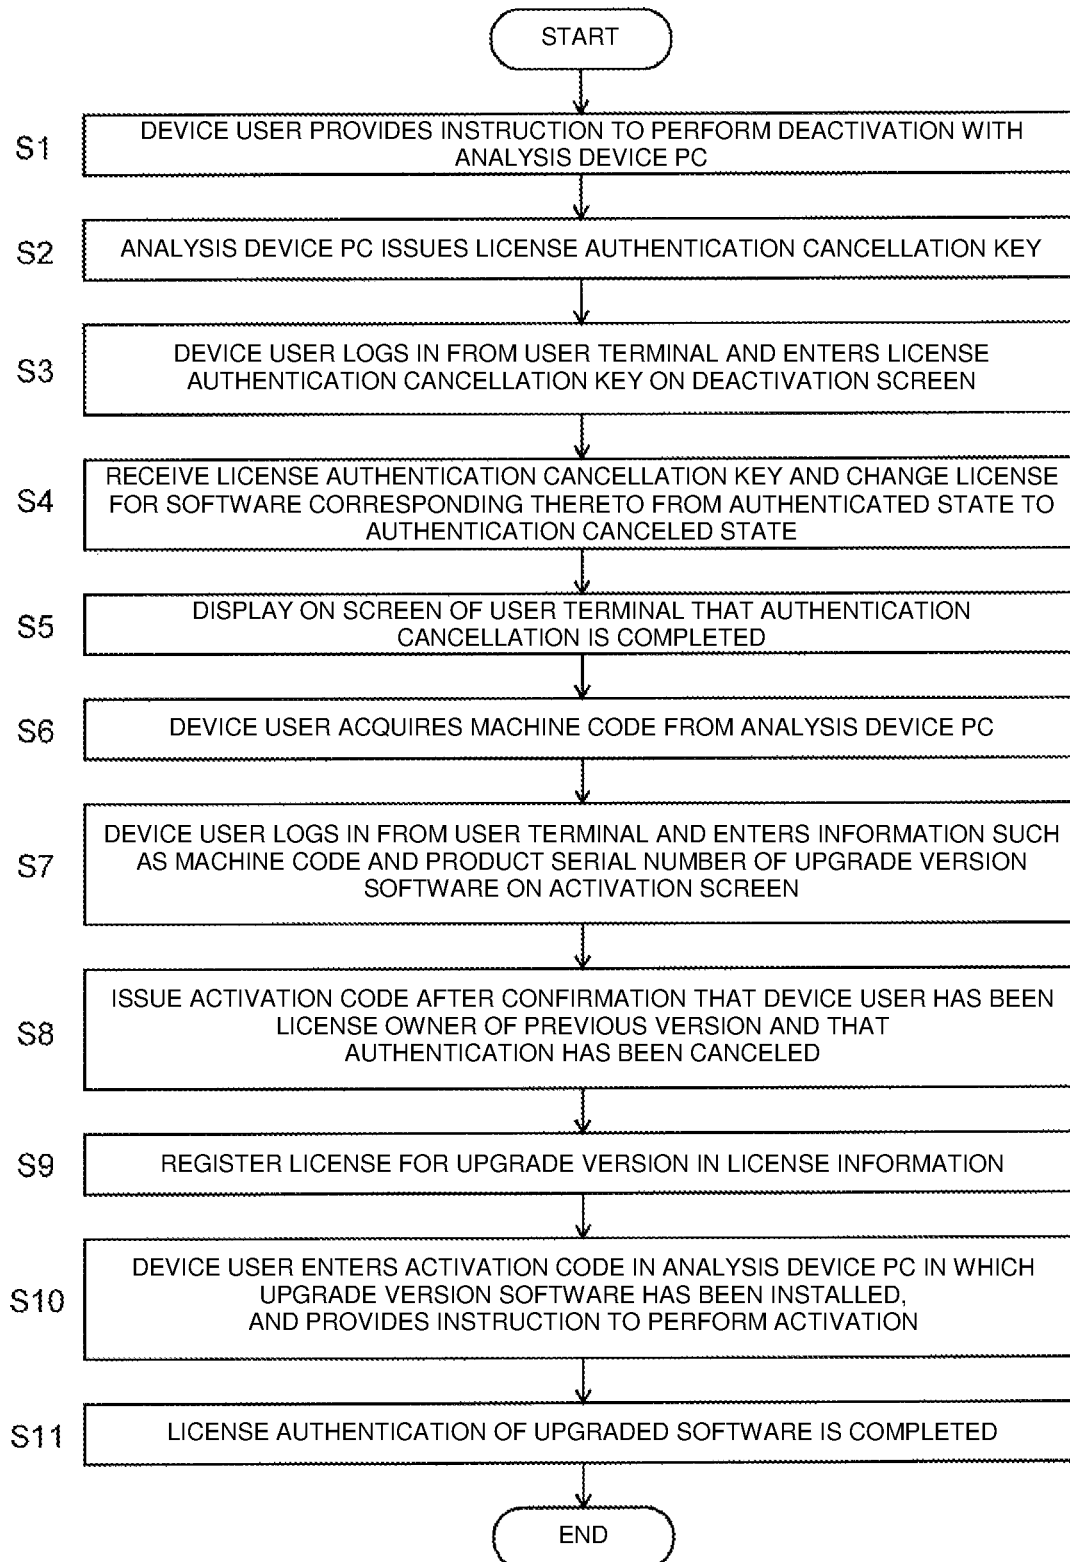 START
S1
DEVICE USER PROVIDES INSTRUCTION TO PERFORM DEACTIVATION WITH
ANALYSIS DEVICE PC
S2
ANALYSIS DEVICE PC ISSUES LICENSE AUTHENTICATION CANCELLATION KEY
S3
DEVICE USER LOGS IN FROM USER TERMINAL AND ENTERS LICENSE
AUTHENTICATION CANCELLATION KEY ON DEACTIVATION SCREEN
S4
RECEIVE LICENSE AUTHENTICATION CANCELLATION KEY AND CHANGE LICENSE
FOR SOFTWARE CORRESPONDING THERETO FROM AUTHENTICATED STATE TO
AUTHENTICATION CANCELED STATE
S5
DISPLAY ON SCREEN OF USER TERMINAL THAT AUTHENTICATION
CANCELLATION IS COMPLETED
S6
DEVICE USER ACQUIRES MACHINE CODE FROM ANALYSIS DEVICE PC
S7
DEVICE USER LOGS IN FROM USER TERMINAL AND ENTERS INFORMATION SUCH
AS MACHINE CODE AND PRODUCT SERIAL NUMBER OF UPGRADE VERSION
SOFTWARE ON ACTIVATION SCREEN
S8
ISSUE ACTIVATION CODE AFTER CONFIRMATION THAT DEVICE USER HAS BEEN
LICENSE OWNER OF PREVIOUS VERSION AND THAT
AUTHENTICATION HAS BEEN CANCELED
S9
REGISTER LICENSE FOR UPGRADE VERSION IN LICENSE INFORMATION
S10
DEVICE USER ENTERS ACTIVATION CODE IN ANALYSIS DEVICE PC IN WHICH
UPGRADE VERSION SOFTWARE HAS BEEN INSTALLED,
AND PROVIDES INSTRUCTION TO PERFORM ACTIVATION
S11
LICENSE AUTHENTICATION OF UPGRADED SOFTWARE IS COMPLETED
END